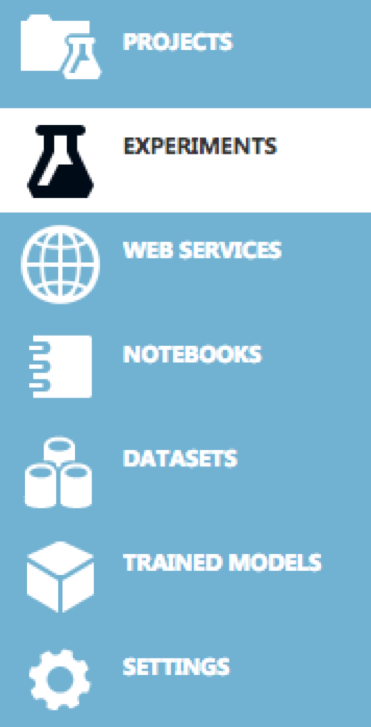 PROJECTS
EXPERIMENTS
WEB SERVICES
NOTEBOOKS
DATASETS
TRAINED MODELS
SETTINGS